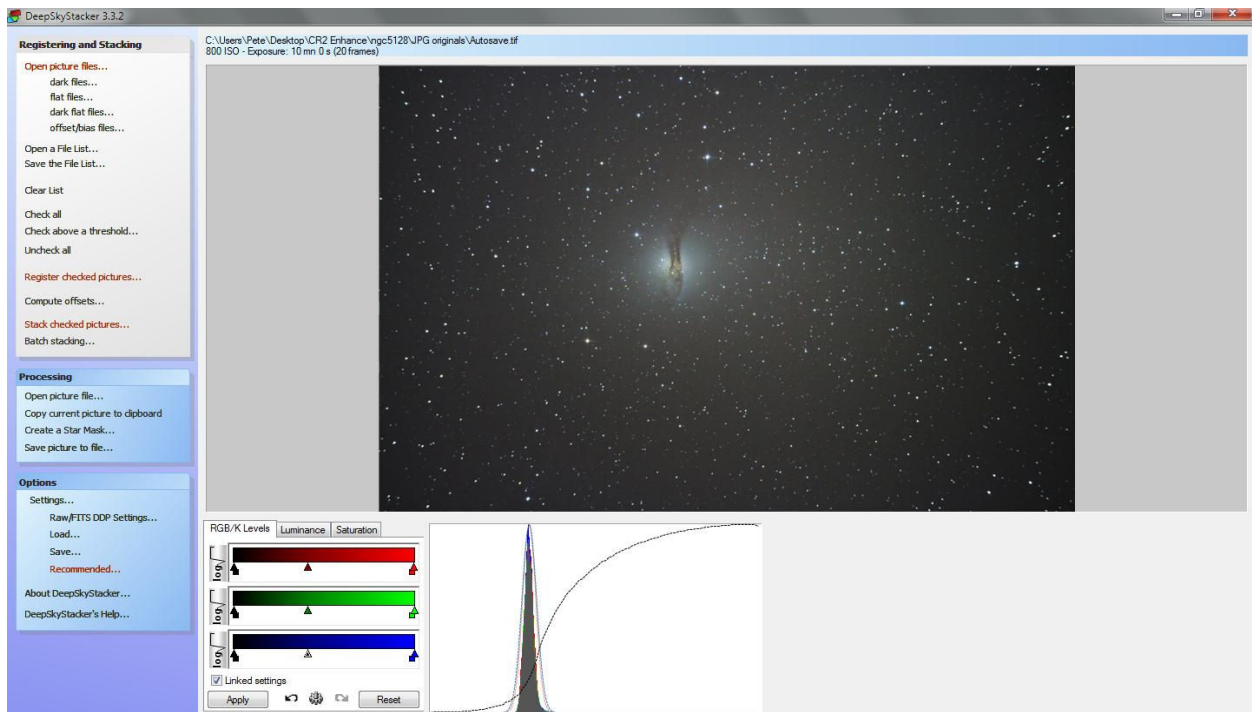 DeepSkyStacker 3.3.2
Registering and Stacking
Open picture files...
dark files...
flat files...
dark flat files...
offset/bias files...
Open a File List...
Save the File List...
Clear List
Check all
Check above a threshold...
Uncheck all
Register checked pictures...
Compute offsets...
Stack checked pictures...
Batch stacking...
Processing
Open picture file...
Copy current picture to clipboard
Create a Star Mask...
Save picture to file...
Options
Settings...
Raw/FITS DDP Settings...
Load...
Save...
Recommended...
About DeepSkyStacker...
DeepSkyStacker's Help...
C:\Users\Pete\Desktop\CR2 Enhance\ngc5128\JPG originals\Autosave.tif
800 ISO - Exposure: 10 mn 0 s (20 frames)
RGB/K Levels Luminance Saturation
log
log
log
Linked settings
Apply Reset